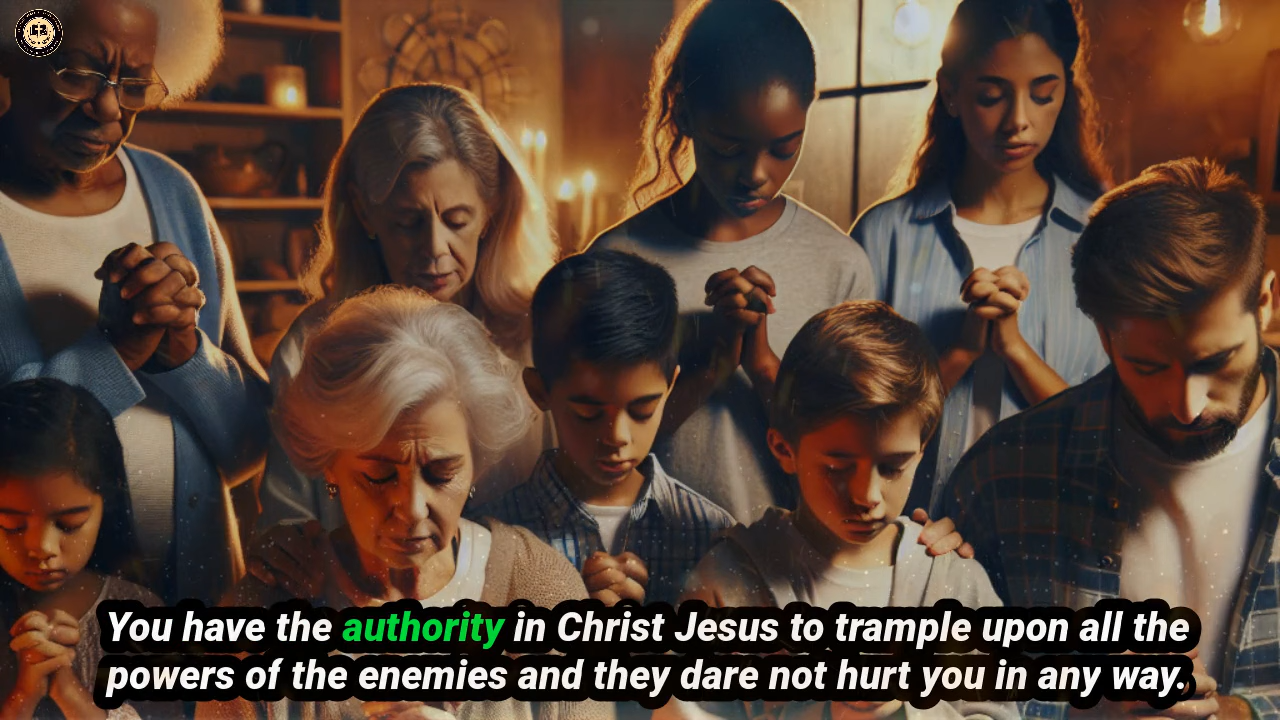 You have the authority in Christ Jesus to trample upon all the
powers of the enemies and they dare not hurt you in any way.